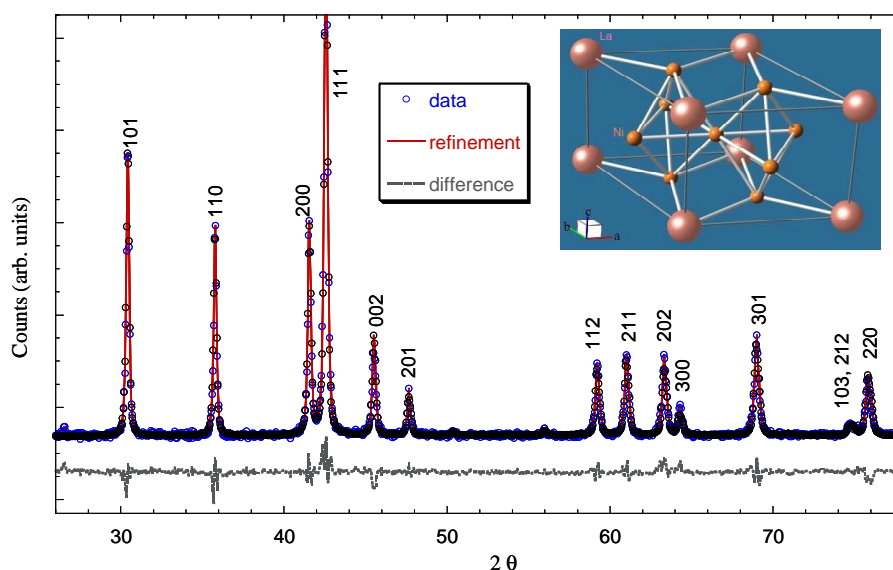 Counts (arb. units)
101
110
200
111
002
201
112
211
202
300
301
103, 212
220
data
refinement
difference
La
Ni
c
b
a
30
40
50
60
70
2 θ